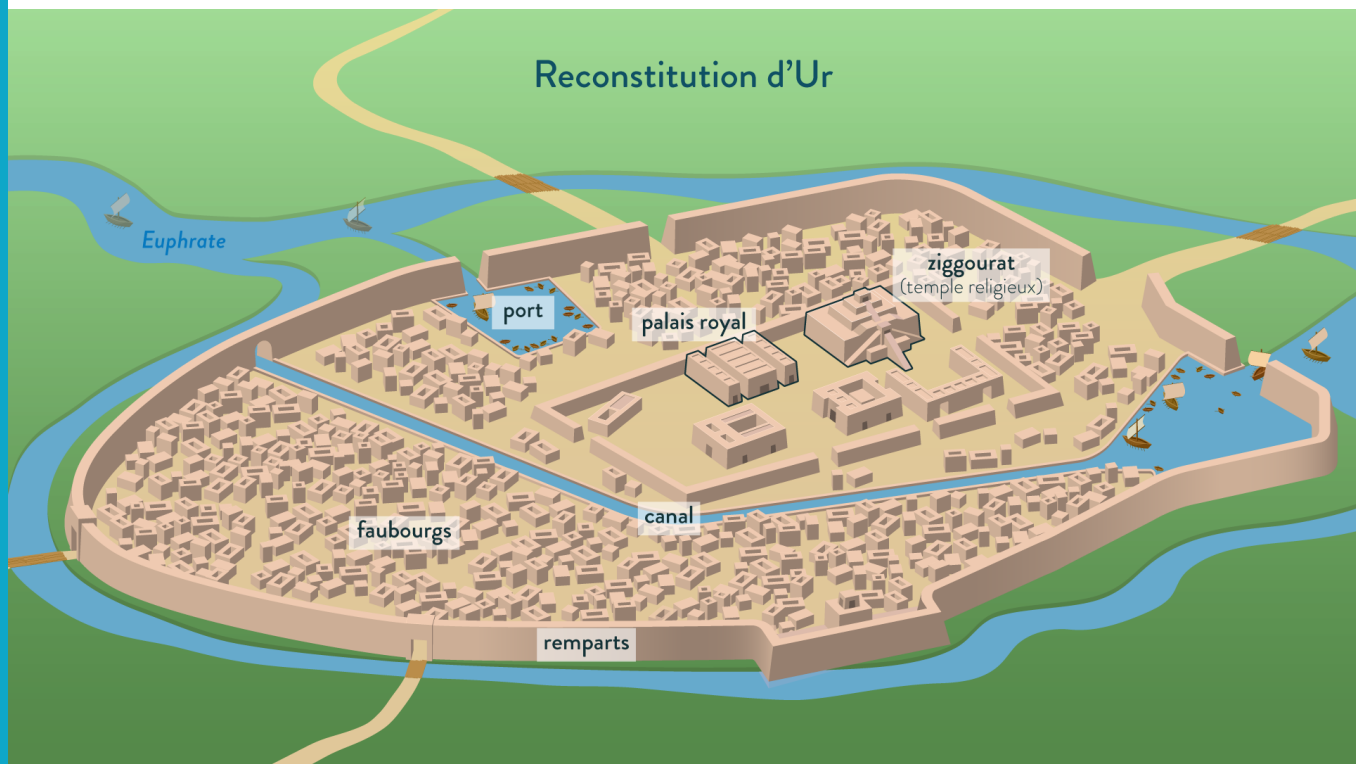 Reconstitution d'Ur
Euphrate
ziggourat
(temple religieux)
port
palais royal
canal
faubourgs
remparts